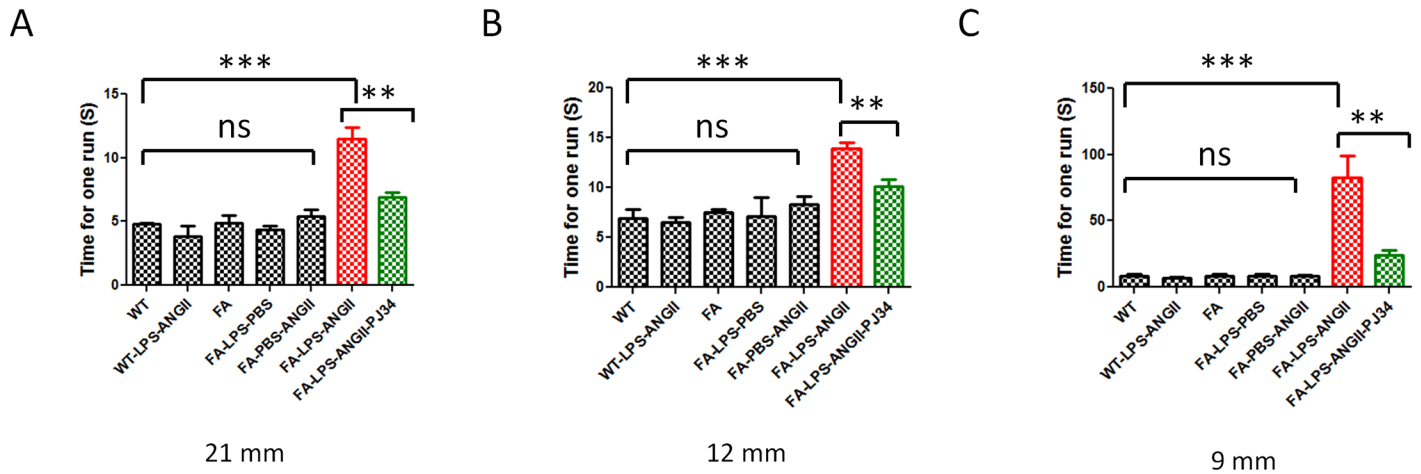 A
***
**
ns
Time for one run (S)
15
10
5
0
WT
WT-LPS-ANGII
FA
FA-LPS-PBS
FA-PBS-ANGII
FA-LPS-ANGII
FA-LPS-ANGII-PJ34
21 mm
B
***
**
ns
Time for one run (S)
20
15
10
5
0
WT
WT-LPS-ANGII
FA
FA-LPS-PBS
FA-PBS-ANGII
FA-LPS-ANGII
FA-LPS-ANGII-PJ34
12 mm
C
***
**
ns
Time for one run (S)
150
100
50
0
WT
WT-LPS-ANGII
FA
FA-LPS-PBS
FA-PBS-ANGII
FA-LPS-ANGII
FA-LPS-ANGII-PJ34
9 mm